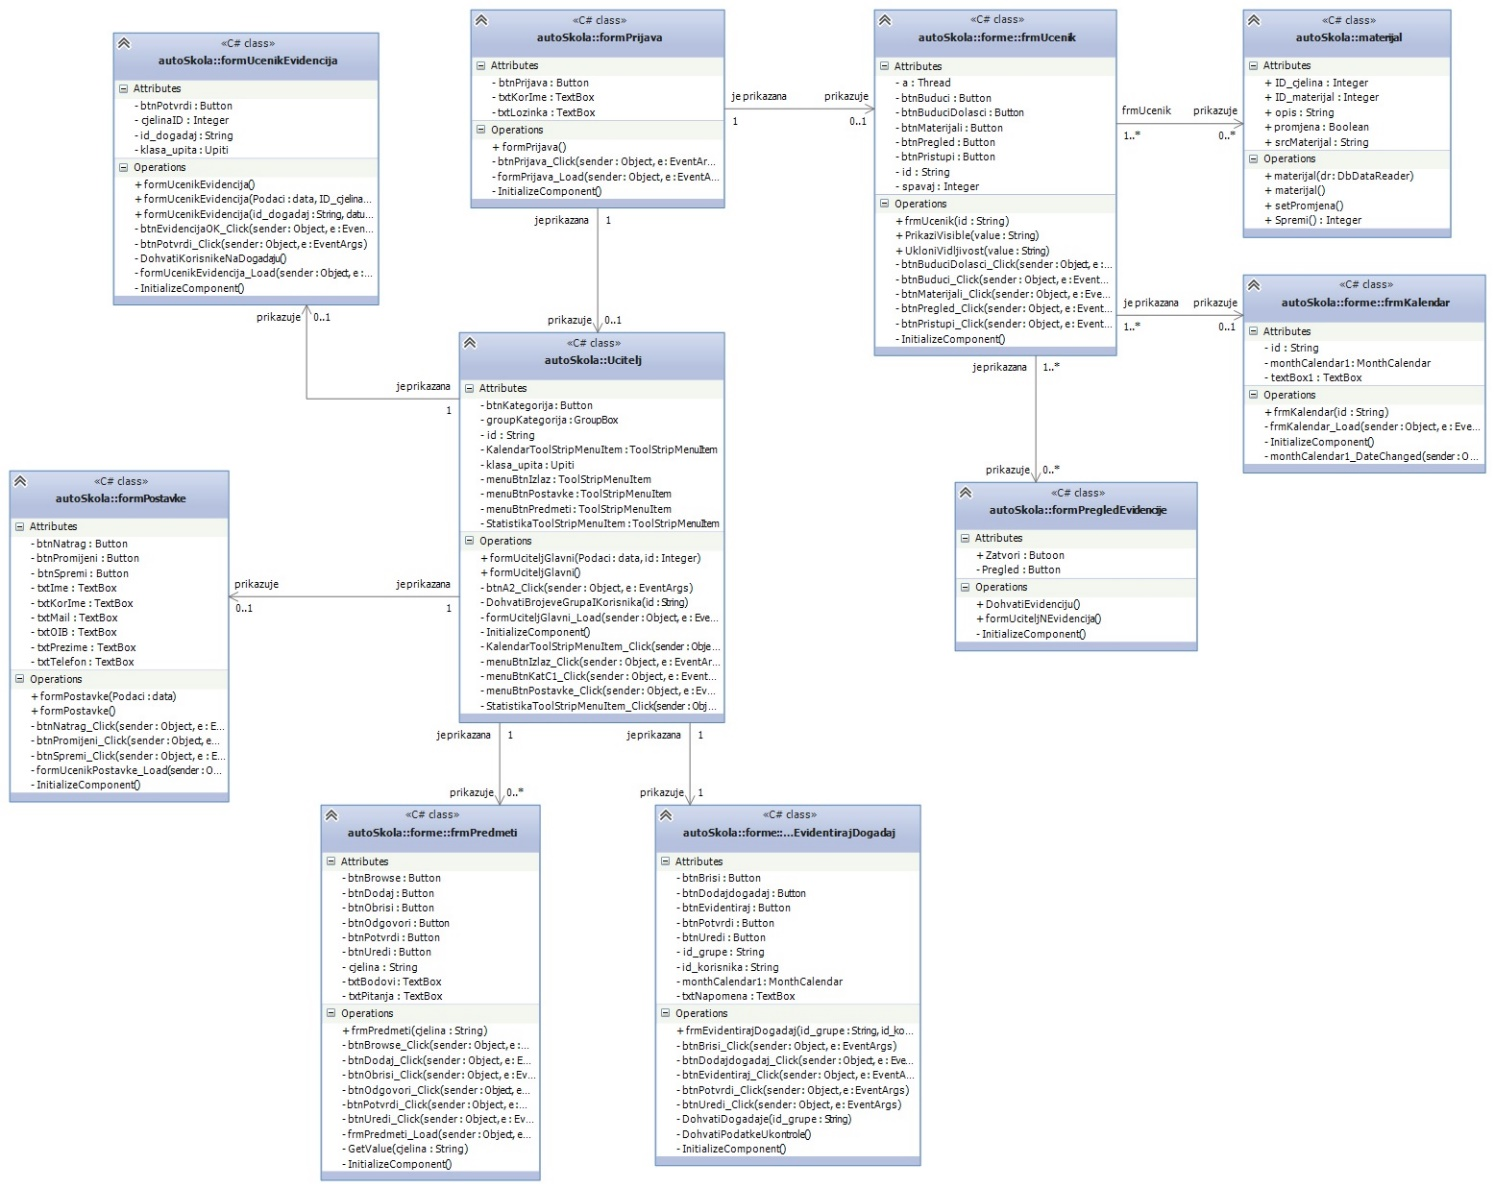 «C# class»
autoSkola::formUcenikEvidencija
Attributes
- btnPotvrdi : Button
- cjelinaID : Integer
- id_dogadaj : String
- klasa_upita : Upiti
Operations
+ formUcenikEvidencija()
+ formUcenikEvidencija(Podaci : data, ID_cjelina...
+ formUcenikEvidencija(id_dogadaj : String, datu...
- btnEvidencijaOK_Click(sender : Object, e : Even...
- btnPotvrdi_Click(sender : Object, e : EventArgs)
- DohvatiKorisnikeNaDogadaju()
- formUcenikEvidencija_Load(sender : Object, e :...
- InitializeComponent()
«C# class»
autoSkola::formPrijava
Attributes
- btnPrijava : Button
- txtKorIme : TextBox
- txtLozinka : TextBox
Operations
+ formPrijava()
- btnPrijava_Click(sender : Object, e : EventAr...
- formPrijava_Load(sender : Object, e : EventA...
- InitializeComponent()
je prikazana
1
prikazuje
0..1
«C# class»
autoSkola::forme::frmUcenik
Attributes
- a : Thread
- btnBuduci : Button
- btnBuduciDolasci : Button
- btnMaterijali : Button
- btnPregled : Button
- btnPristupi : Button
- id : String
- spavaj : Integer
Operations
+ frmUcenik(id : String)
+ PrikaziVisible(value : String)
+ UkloniVidljivost(value : String)
- btnBuduciDolasci_Click(sender : Object, e :...
- btnBuduci_Click(sender : Object, e : Event...
- btnMaterijali_Click(sender : Object, e : Eve...
- btnPregled_Click(sender : Object, e : Event...
- btnPristupi_Click(sender : Object, e : Event...
- InitializeComponent()
frmUcenik
1..*
prikazuje
0..*
«C# class»
autoSkola::materijal
Attributes
+ ID_cjelina : Integer
+ ID_materijal : Integer
+ opis : String
+ promjena : Boolean
+ srcMaterijal : String
Operations
+ materijal(dr : DbDataReader)
+ materijal()
+ setPromjena()
+ Spremi() : Integer
je prikazana
1..*
prikazuje
0..1
«C# class»
autoSkola::forme::frmKalendar
Attributes
- id : String
- monthCalendar1 : MonthCalendar
- textBox1 : TextBox
Operations
+ frmKalendar(id : String)
- frmKalendar_Load(sender : Object, e : Eve...
- InitializeComponent()
- monthCalendar1_DateChanged(sender : O...
je prikazana
1
prikazuje
0..1
prikazuje
0..1
je prikazana
1
je prikazana
1..*
prikazuje
0..*
«C# class»
autoSkola::Ucitelj
Attributes
- btnKategorija : Button
- groupKategorija : GroupBox
- id : String
- KalendarToolStripMenuItem : ToolStripMenuItem
- klasa_upita : Upiti
- menuBtnIzlaz : ToolStripMenuItem
- menuBtnPostavke : ToolStripMenuItem
- menuBtnPredmeti : ToolStripMenuItem
- StatistikaToolStripMenuItem : ToolStripMenuItem
Operations
+ formUciteljGlavni(Podaci : data, id : Integer)
+ formUciteljGlavni()
- btnA2_Click(sender : Object, e : EventArgs)
- DohvatiBrojeveGrupaIKorisnika(id : String)
- formUciteljGlavni_Load(sender : Object, e : Eve...
- InitializeComponent()
- KalendarToolStripMenuItem_Click(sender : Obje...
- menuBtnIzlaz_Click(sender : Object, e : EventAr...
- menuBtnKatC1_Click(sender : Object, e : Event...
- menuBtnPostavke_Click(sender : Object, e : Ev...
- StatistikaToolStripMenuItem_Click(sender : Obj...
«C# class»
autoSkola::formPregledEvidencije
Attributes
+ Zatvori : Butoon
- Pregled : Button
Operations
+ DohvatiEvidenciju()
+ formUciteljNEvidencija()
- InitializeComponent()
«C# class»
autoSkola::formPostavke
Attributes
- btnNatrag : Button
- btnPromijeni : Button
- btnSpremi : Button
- txtIme : TextBox
- txtKorIme : TextBox
- txtMail : TextBox
- txtOIB : TextBox
- txtPrezime : TextBox
- txtTelefon : TextBox
Operations
+ formPostavke(Podaci : data)
+ formPostavke()
- btnNatrag_Click(sender : Object, e : E...
- btnPromijeni_Click(sender : Object, e...
- btnSpremi_Click(sender : Object, e : E...
- formUcenikPostavke_Load(sender : O...
- InitializeComponent()
prikazuje
0..1
je prikazana
1
je prikazana
1
prikazuje
0..*
je prikazana
1
prikazuje
1
«C# class»
autoSkola::forme::frmPredmeti
Attributes
- btnBrowse : Button
- btnDodaj : Button
- btnObrisi : Button
- btnOdgovori : Button
- btnPotvrdi : Button
- btnUredi : Button
- cjelina : String
- txtBodovi : TextBox
- txtPitanja : TextBox
Operations
+ frmPredmeti(cjelina : String)
- btnBrowse_Click(sender : Object, e :...
- btnDodaj_Click(sender : Object, e : E...
- btnObrisi_Click(sender : Object, e : Ev...
- btnOdgovori_Click(sender : Object, e...
- btnPotvrdi_Click(sender : Object, e :...
- btnUredi_Click(sender : Object, e : Ev...
- frmPredmeti_Load(sender : Object, e...
- GetValue(cjelina : String)
- InitializeComponent()
«C# class»
autoSkola::forme::...EvidentirajDogadaj
Attributes
- btnBrisi : Button
- btnDodajdogadaj : Button
- btnEvidentiraj : Button
- btnPotvrdi : Button
- btnUredi : Button
- id_grupe : String
- id_korisnika : String
- monthCalendar1 : MonthCalendar
- txtNapomena : TextBox
Operations
+ frmEvidentirajDogadaj(id_grupe : String, id_ko...
- btnBrisi_Click(sender : Object, e : EventArgs)
- btnDodajdogadaj_Click(sender : Object, e : Eve...
- btnEvidentiraj_Click(sender : Object, e : EventA...
- btnPotvrdi_Click(sender : Object, e : EventArgs)
- btnUredi_Click(sender : Object, e : EventArgs)
- DohvatiDogadaje(id_grupe : String)
- DohvatiPodatkeUkontrole()
- InitializeComponent()